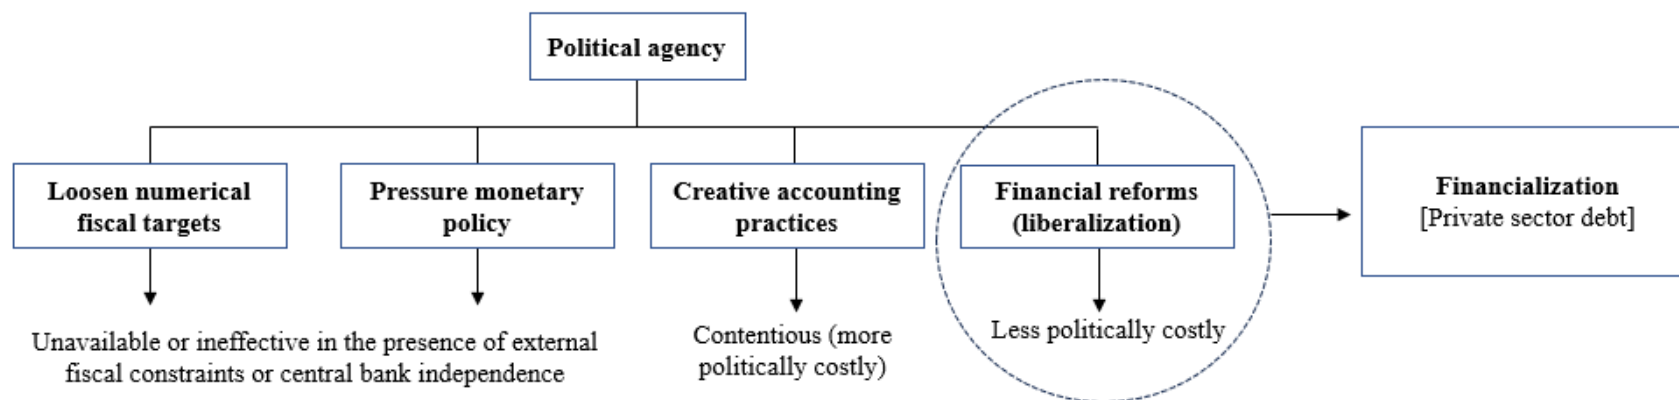 Political agency
Loosen numerical
fiscal targets
Pressure monetary
policy
Creative accounting
practices
Financial reforms
(liberalization)
Financialization
[Private sector debt]
Unavailable or ineffective in the presence of external
fiscal constraints or central bank independence
Contentious (more
politically costly)
Less politically costly